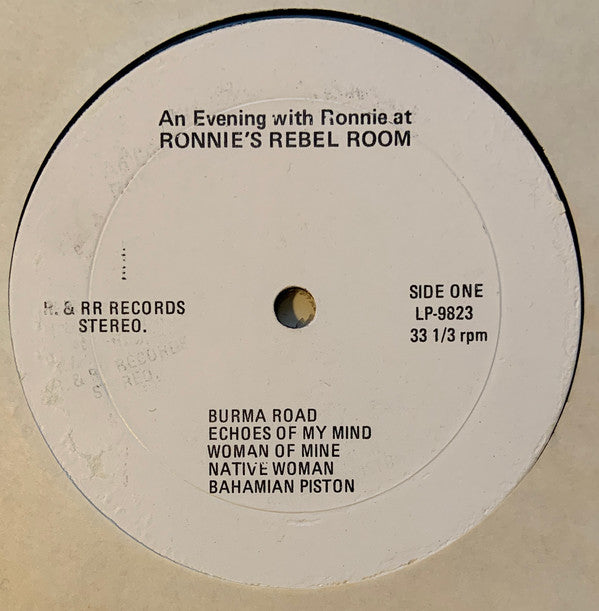 An Evening with Ronnie at
RONNIE'S REBEL ROOM
R. & RR RECORDS
STEREO.
SIDE ONE
LP-9823
33 1/3 rpm
BURMA ROAD
ECHOES OF MY MIND
WOMAN OF MINE
NATIVE WOMAN
BAHAMIAN PISTON